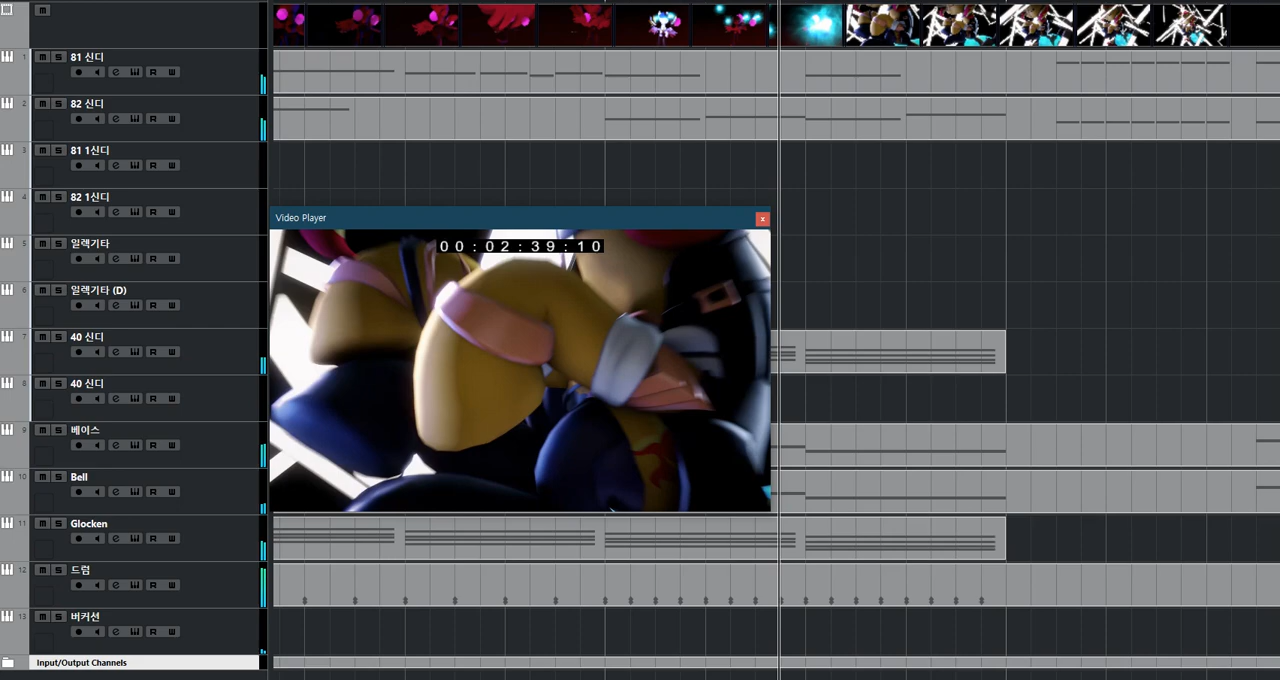 m
1
81 신디
m S
e R W
2
82 신디
m S
e R W
3
81 1신디
m S
e R W
4
82 1신디
m S
e R W
Video Player
x
00:02:39:10
5
일렉기타
m S
e R W
6
일렉기타 (D)
m S
e R W
7
40 신디
m S
e R W
8
40 신디
m S
e R W
9
베이스
m S
e R W
10
Bell
m S
e R W
11
Glocken
m S
e R W
12
드럼
m S
e R W
13
버커션
m S
e R W
Input/Output Channels